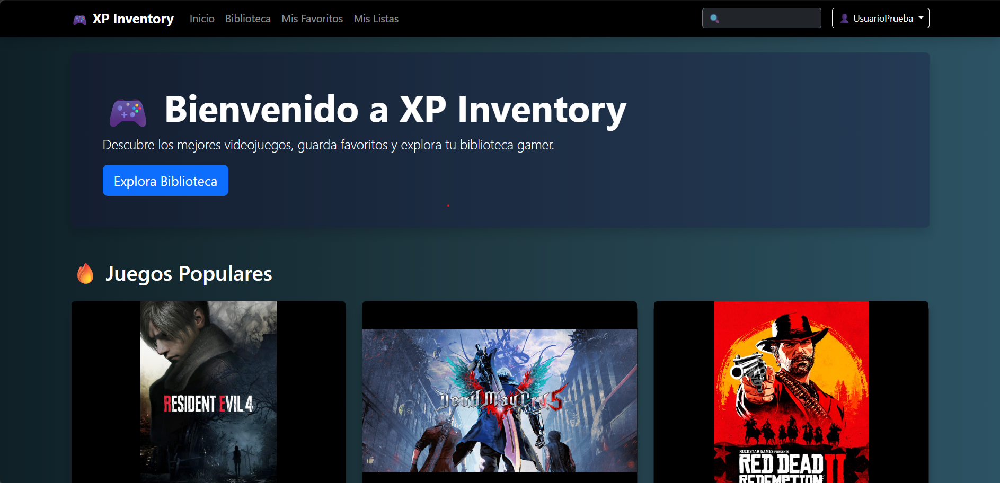 XP Inventory Inicio Biblioteca Mis Favoritos Mis Listas UsuarioPrueba
Bienvenido a XP Inventory
Descubre los mejores videojuegos, guarda favoritos y explora tu biblioteca gamer.
Explora Biblioteca
Juegos Populares
RESIDENT EVIL 4
Devil May Cry 5
ROCKSTAR GAMES PRESENTS
RED DEAD
REDEMPTION II